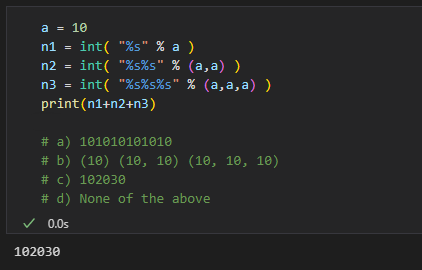 a = 10
n1 = int( "%s" % a )
n2 = int( "%s%s" % (a,a) )
n3 = int( "%s%s%s" % (a,a,a) )
print(n1+n2+n3)

# a) 101010101010
# b) (10) (10, 10) (10, 10, 10)
# c) 102030
# d) None of the above
0.0s
102030